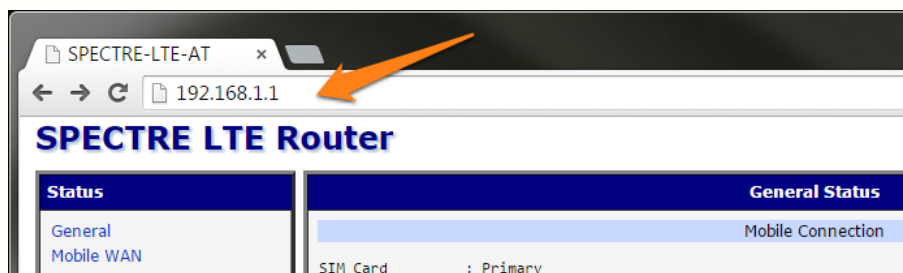 SPECTRE-LTE-AT
192.168.1.1
SPECTRE LTE Router
Status
General
Mobile WAN
General Status
Mobile Connection
SIM Card : Primary